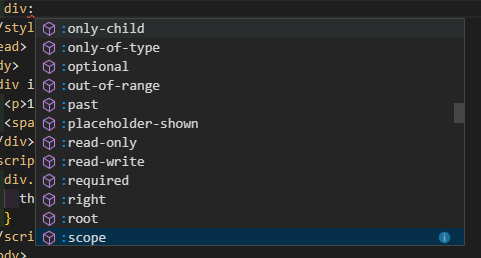 div:
/styl
ead>
dy>
div i
<p>1
<spa
/div>
scrip
div.
th
}
/scri
body>
:only-child
:only-of-type
:optional
:out-of-range
:past
:placeholder-shown
:read-only
:read-write
:required
:right
:root
:scope